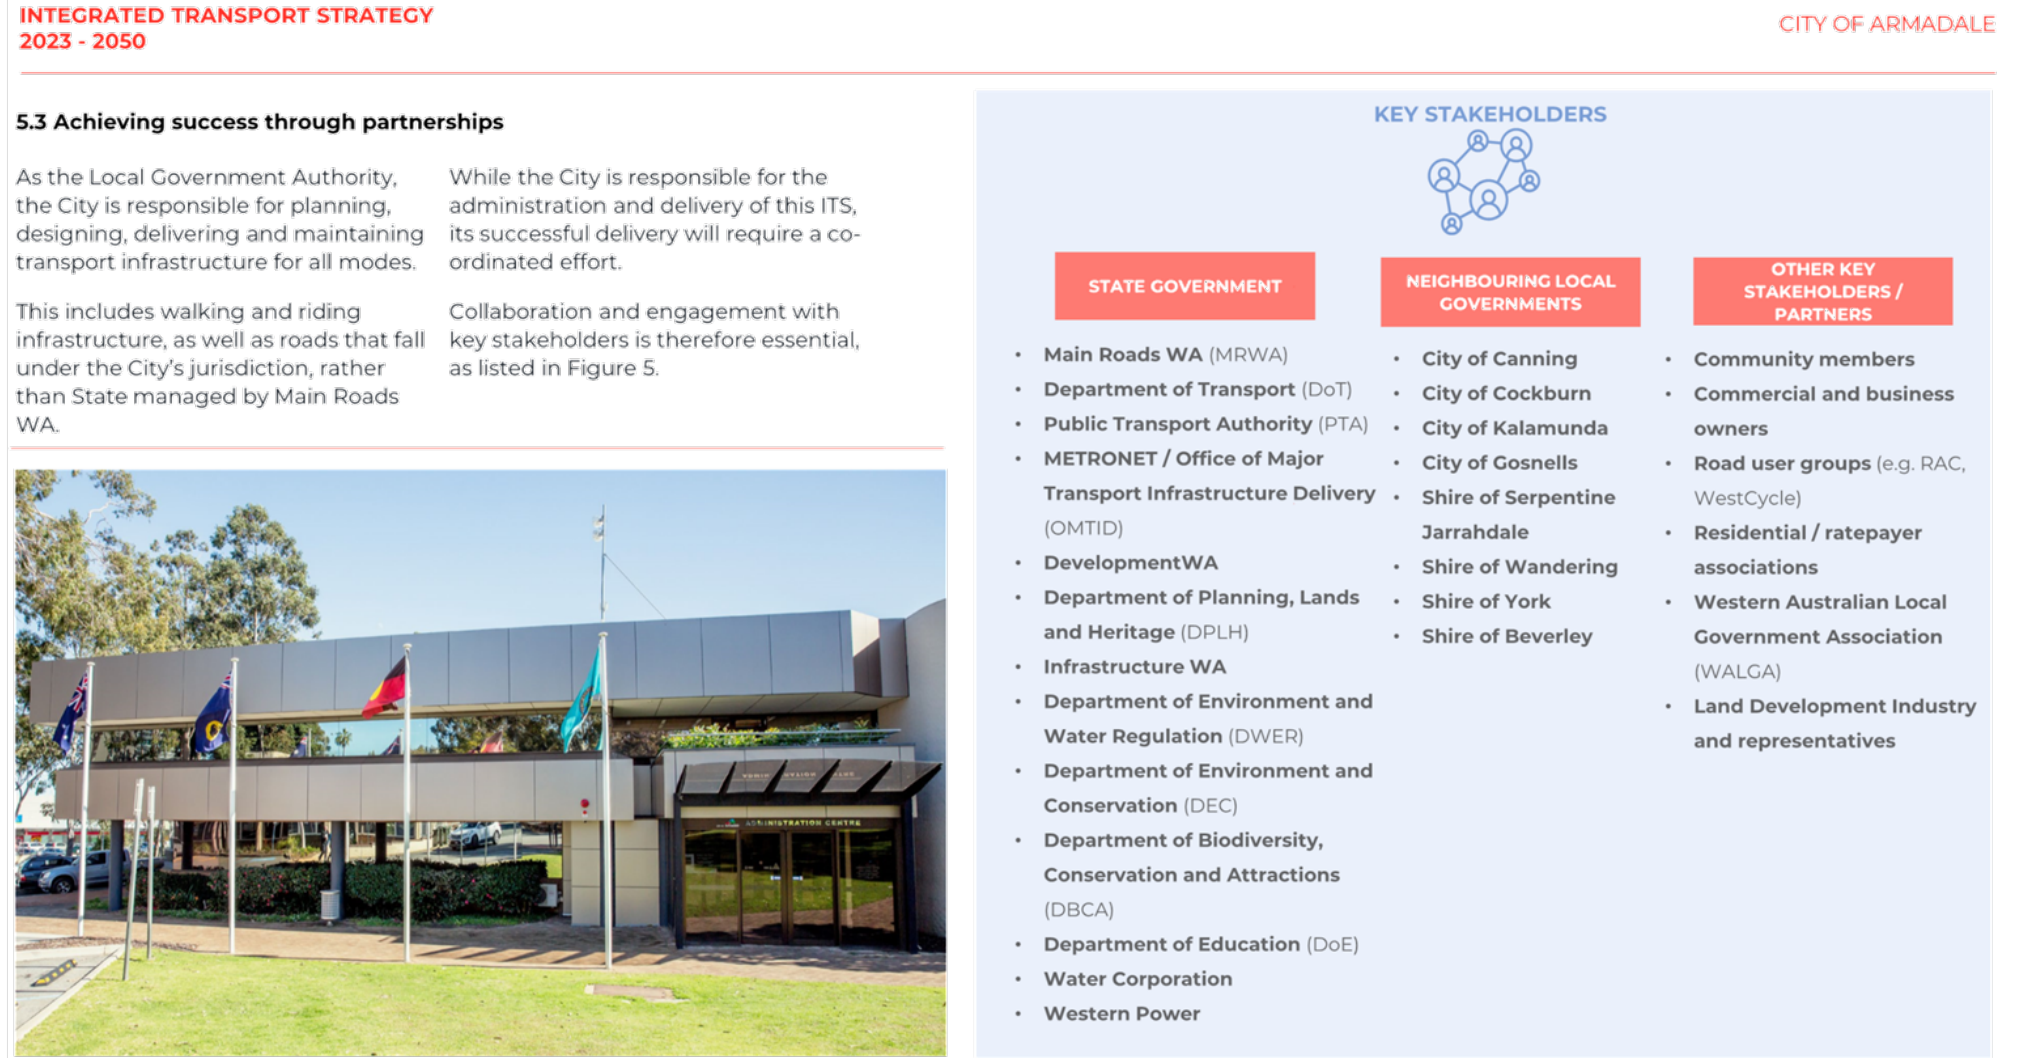 INTEGRATED TRANSPORT STRATEGY
2023 - 2050
CITY OF ARMADALE
5.3 Achieving success through partnerships
As the Local Government Authority,
the City is responsible for planning,
designing, delivering and maintaining
transport infrastructure for all modes.
This includes walking and riding
infrastructure, as well as roads that fall
under the City's jurisdiction, rather
than State managed by Main Roads
WA.
While the City is responsible for the
administration and delivery of this ITS,
its successful delivery will require a co-
ordinated effort.
Collaboration and engagement with
key stakeholders is therefore essential,
as listed in Figure 5.
ADMINISTRATION CENTRE
KEY STAKEHOLDERS
STATE GOVERNMENT
• Main Roads WA (MRWA)
• Department of Transport (DoT)
• Public Transport Authority (PTA)
• METRONET / Office of Major
Transport Infrastructure Delivery
(OMTID)
• DevelopmentWA
• Department of Planning, Lands
and Heritage (DPLH)
• Infrastructure WA
• Department of Environment and
Water Regulation (DWER)
• Department of Environment and
Conservation (DEC)
• Department of Biodiversity,
Conservation and Attractions
(DBCA)
• Department of Education (DoE)
• Water Corporation
• Western Power
NEIGHBOURING LOCAL
GOVERNMENTS
• City of Canning
• City of Cockburn
• City of Kalamunda
• City of Gosnells
• Shire of Serpentine
Jarrahdale
• Shire of Wandering
• Shire of York
• Shire of Beverley
OTHER KEY
STAKEHOLDERS /
PARTNERS
• Community members
• Commercial and business
owners
• Road user groups (e.g. RAC,
WestCycle)
• Residential / ratepayer
associations
• Western Australian Local
Government Association
(WALGA)
• Land Development Industry
and representatives